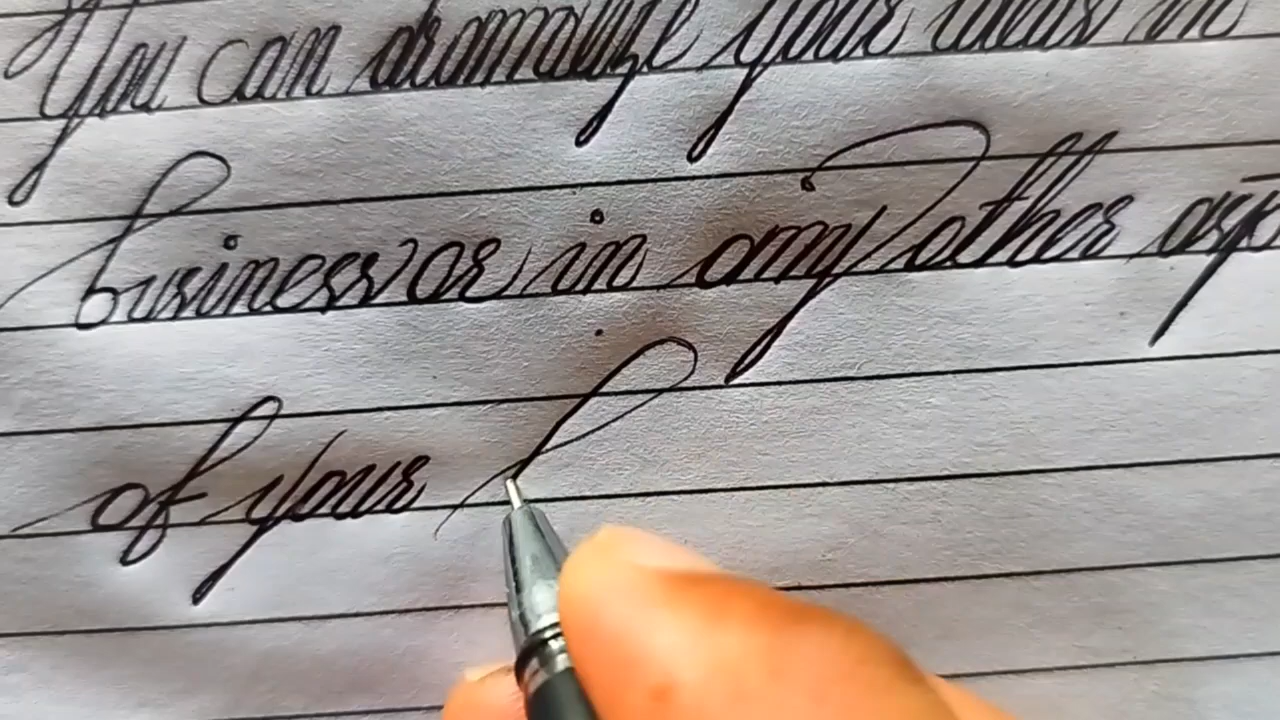 You can dramatize your ideas in
business or in any other asp
of your l